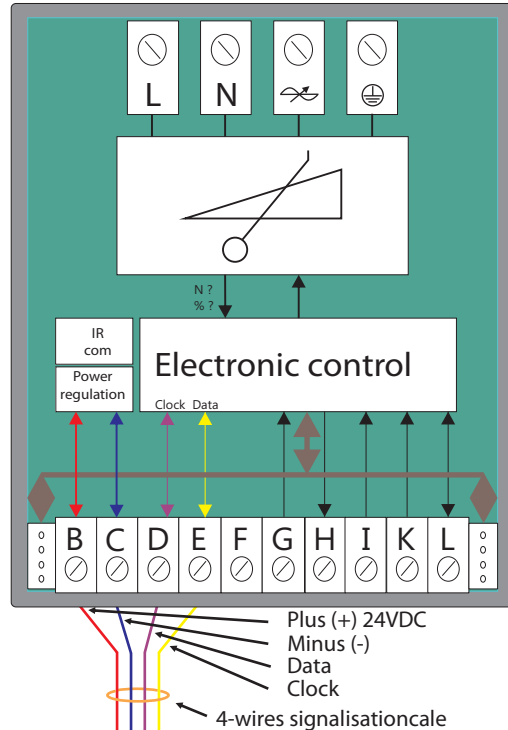 L N
N ?
% ?
IR
com
Power
regulation
Electronic control
Clock Data
B C D E F G H I K L
Plus (+) 24VDC
Minus (-)
Data
Clock
4-wires signalisationcale